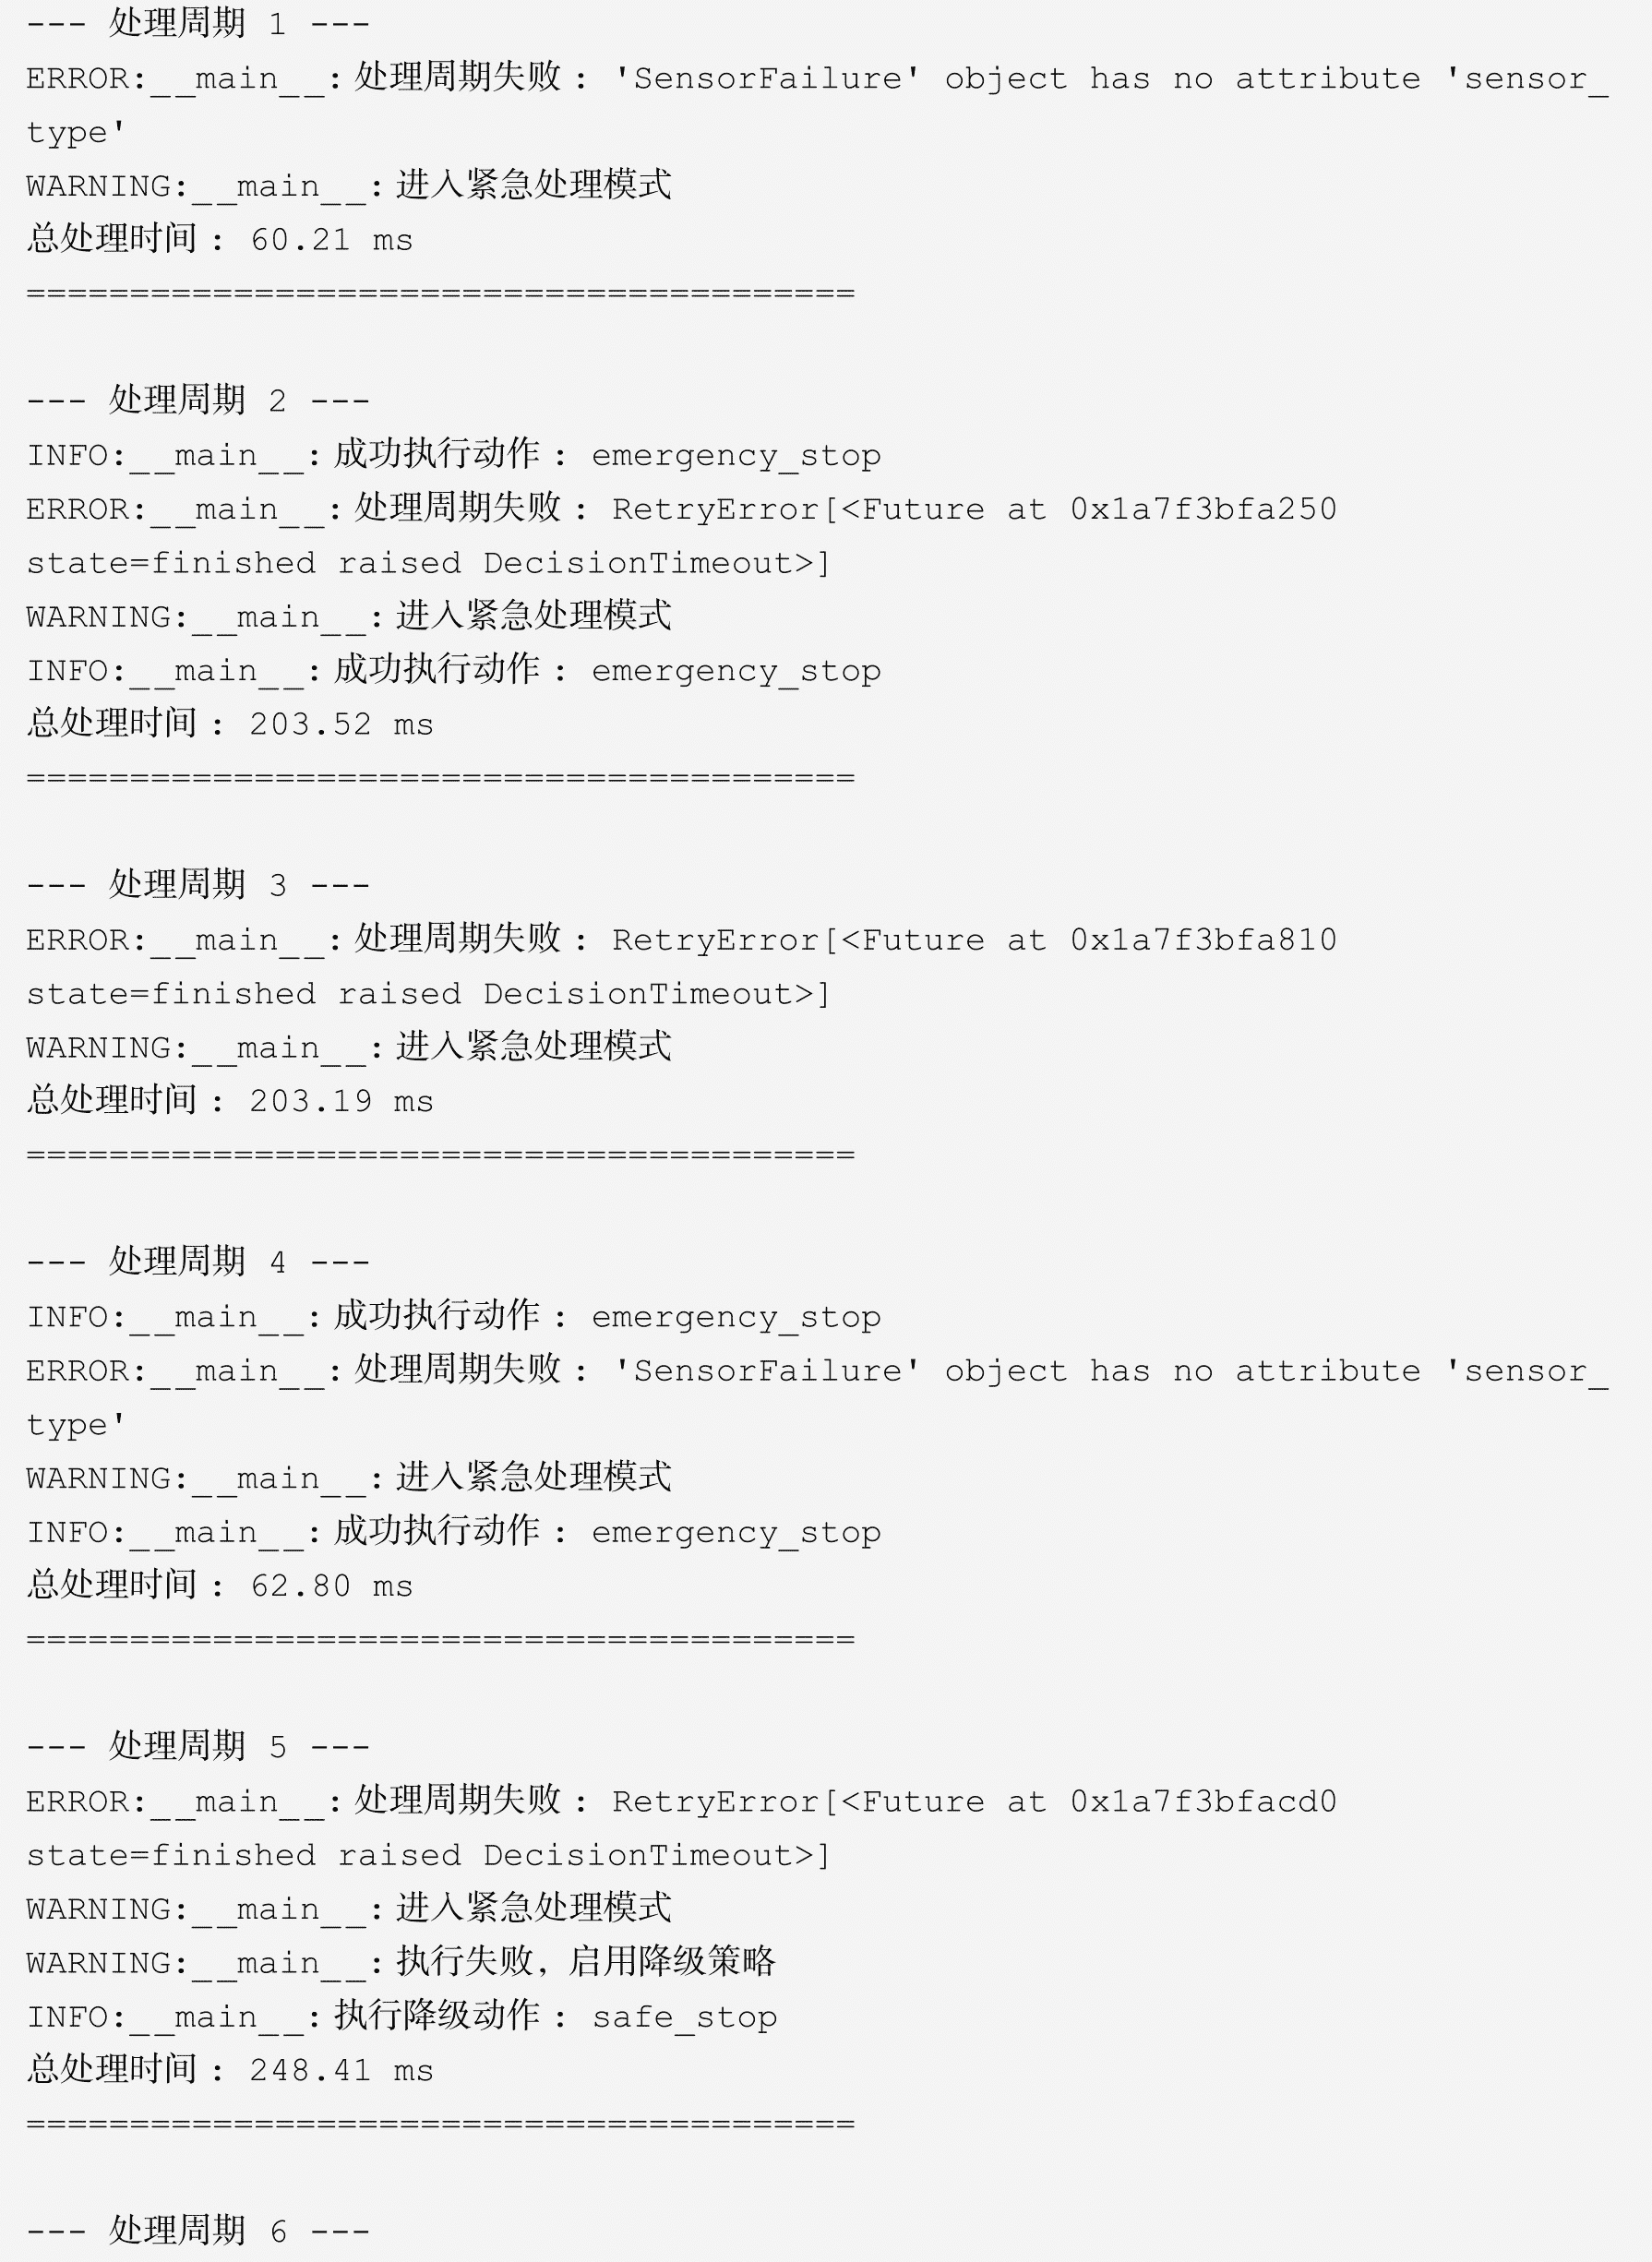 --- 处理周期 1 ---
ERROR:__main__:处理周期失败: 'SensorFailure' object has no attribute 'sensor_
type'
WARNING:__main__:进入紧急处理模式
总处理时间: 60.21 ms
========================================
--- 处理周期 2 ---
INFO:__main__:成功执行动作: emergency_stop
ERROR:__main__:处理周期失败: RetryError[<Future at 0x1a7f3bfa250
state=finished raised DecisionTimeout>]
WARNING:__main__:进入紧急处理模式
INFO:__main__:成功执行动作: emergency_stop
总处理时间: 203.52 ms
========================================
--- 处理周期 3 ---
ERROR:__main__:处理周期失败: RetryError[<Future at 0x1a7f3bfa810
state=finished raised DecisionTimeout>]
WARNING:__main__:进入紧急处理模式
总处理时间: 203.19 ms
========================================
--- 处理周期 4 ---
INFO:__main__:成功执行动作: emergency_stop
ERROR:__main__:处理周期失败: 'SensorFailure' object has no attribute 'sensor_
type'
WARNING:__main__:进入紧急处理模式
INFO:__main__:成功执行动作: emergency_stop
总处理时间: 62.80 ms
========================================
--- 处理周期 5 ---
ERROR:__main__:处理周期失败: RetryError[<Future at 0x1a7f3bfacd0
state=finished raised DecisionTimeout>]
WARNING:__main__:进入紧急处理模式
WARNING:__main__:执行失败，启用降级策略
INFO:__main__:执行降级动作: safe_stop
总处理时间: 248.41 ms
========================================
--- 处理周期 6 ---